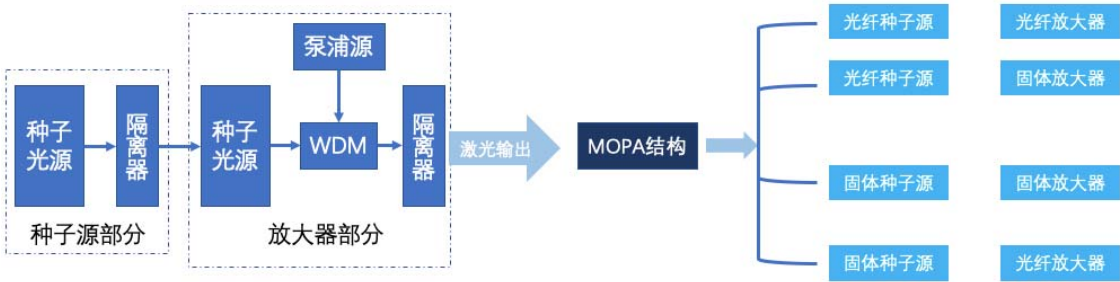 种子
光源
隔
离
器
种子源部分
泵浦源
种子
光源
WDM
隔
离
器
放大器部分
激光输出
MOPA结构
光纤种子源 光纤放大器
光纤种子源 固体放大器
固体种子源 固体放大器
固体种子源 光纤放大器